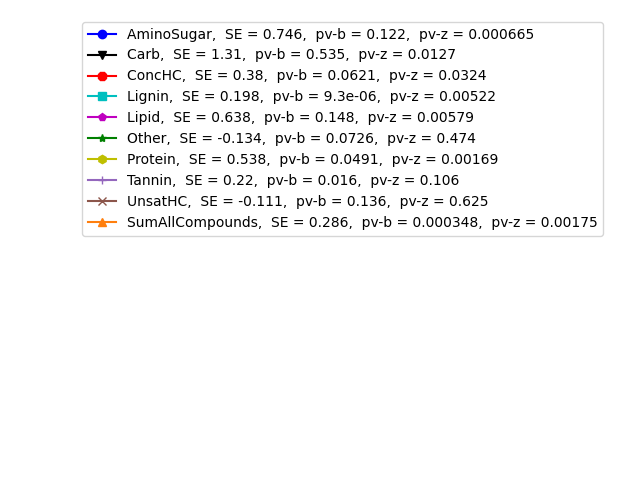 AminoSugar,  SE = 0.746,  pv-b = 0.122,  pv-z = 0.000665
Carb,  SE = 1.31,  pv-b = 0.535,  pv-z = 0.0127
ConcHC,  SE = 0.38,  pv-b = 0.0621,  pv-z = 0.0324
Lignin,  SE = 0.198,  pv-b = 9.3e-06,  pv-z = 0.00522
Lipid,  SE = 0.638,  pv-b = 0.148,  pv-z = 0.00579
Other,  SE = -0.134,  pv-b = 0.0726,  pv-z = 0.474
Protein,  SE = 0.538,  pv-b = 0.0491,  pv-z = 0.00169
Tannin,  SE = 0.22,  pv-b = 0.016,  pv-z = 0.106
UnsatHC,  SE = -0.111,  pv-b = 0.136,  pv-z = 0.625
SumAllCompounds,  SE = 0.286,  pv-b = 0.000348,  pv-z = 0.00175